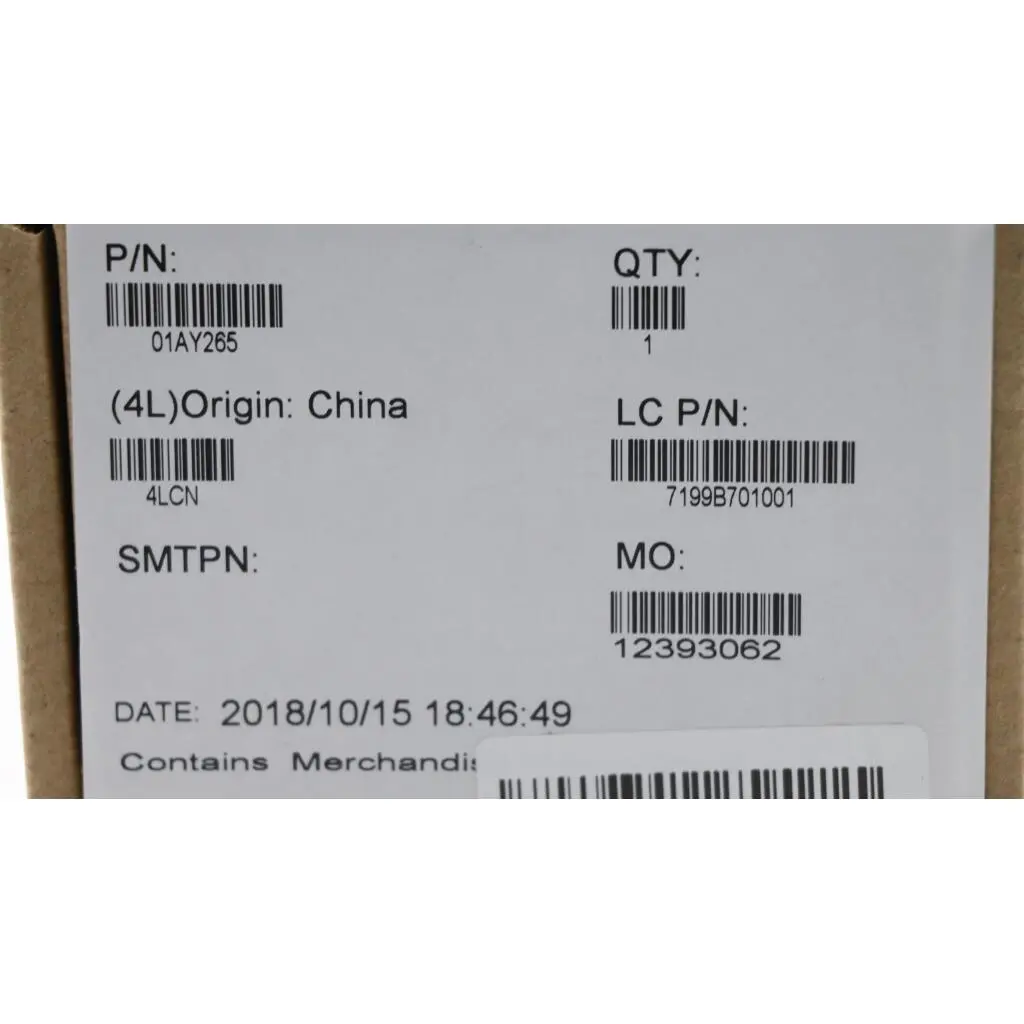 P/N:
01AY265
QTY:
1
(4L)Origin: China
4LCN
LC P/N:
7199B701001
SMTPN:
MO:
12393062
DATE: 2018/10/15 18:46:49
Contains